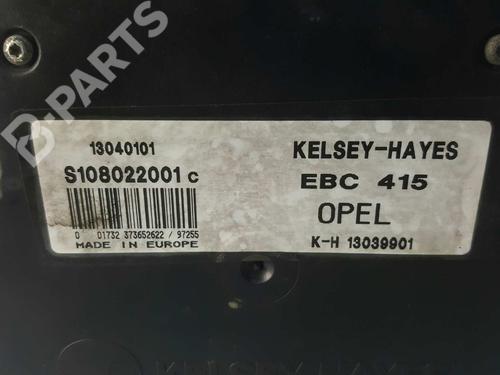 B-PARTS
13040101
KELSEY-HAYES
S108022001 C
EBC 415
OPEL
0 01732 373652622 / 97255
MADE IN EUROPE
K-H 13039901